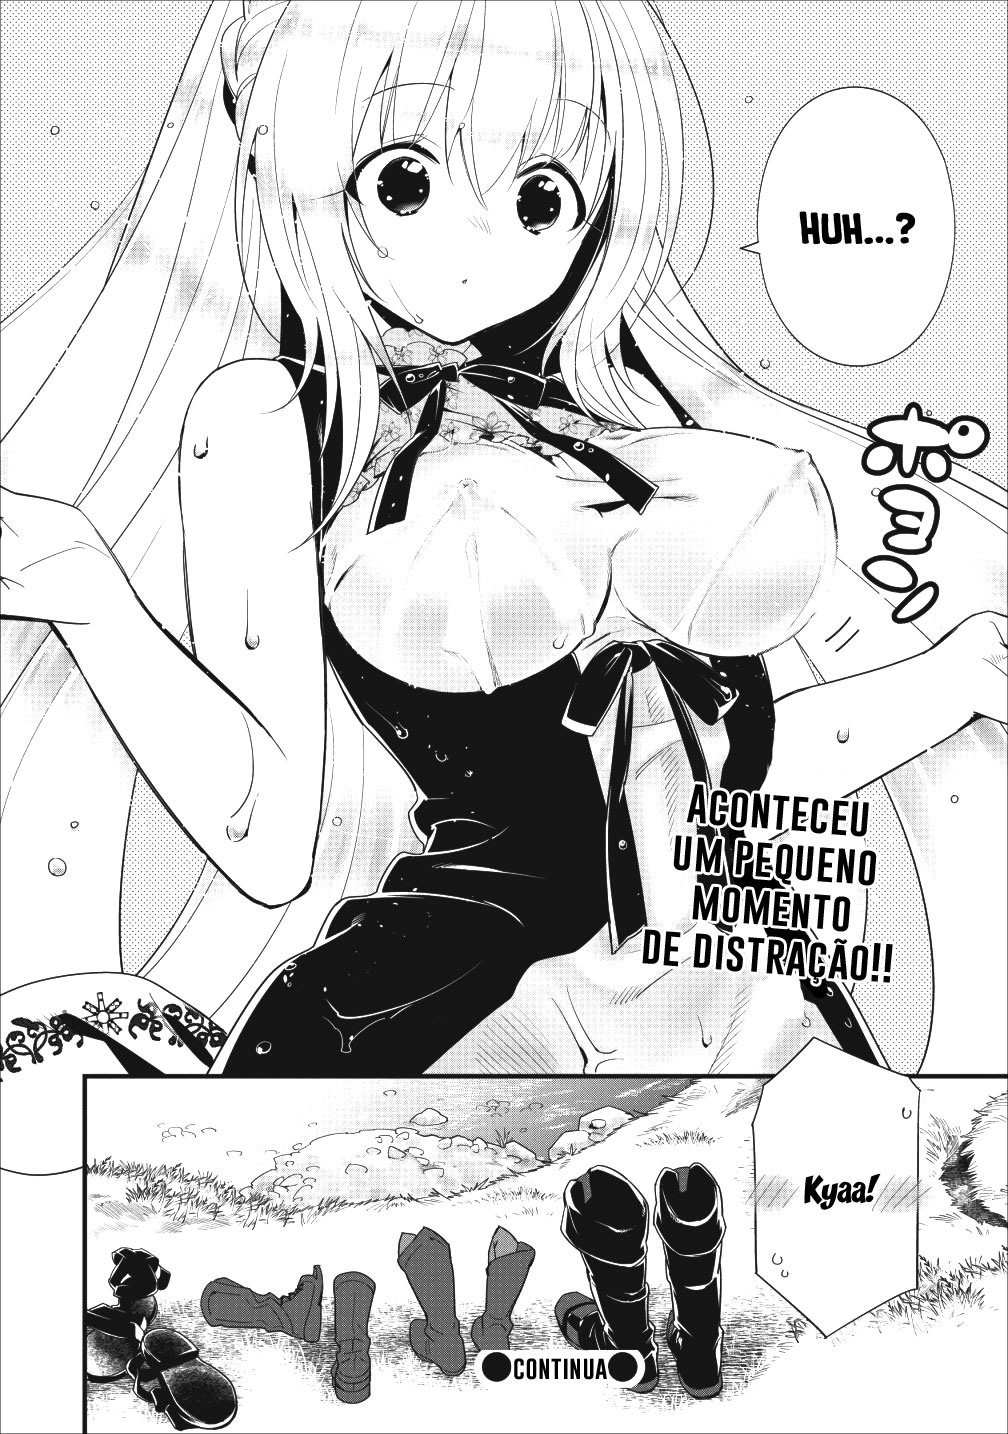 HUH...?
ポヨン
ACONTECEU
UM PEQUENO
MOMENTO
DE DISTRAÇÃO!!
Kyaa!
●CONTINUA●